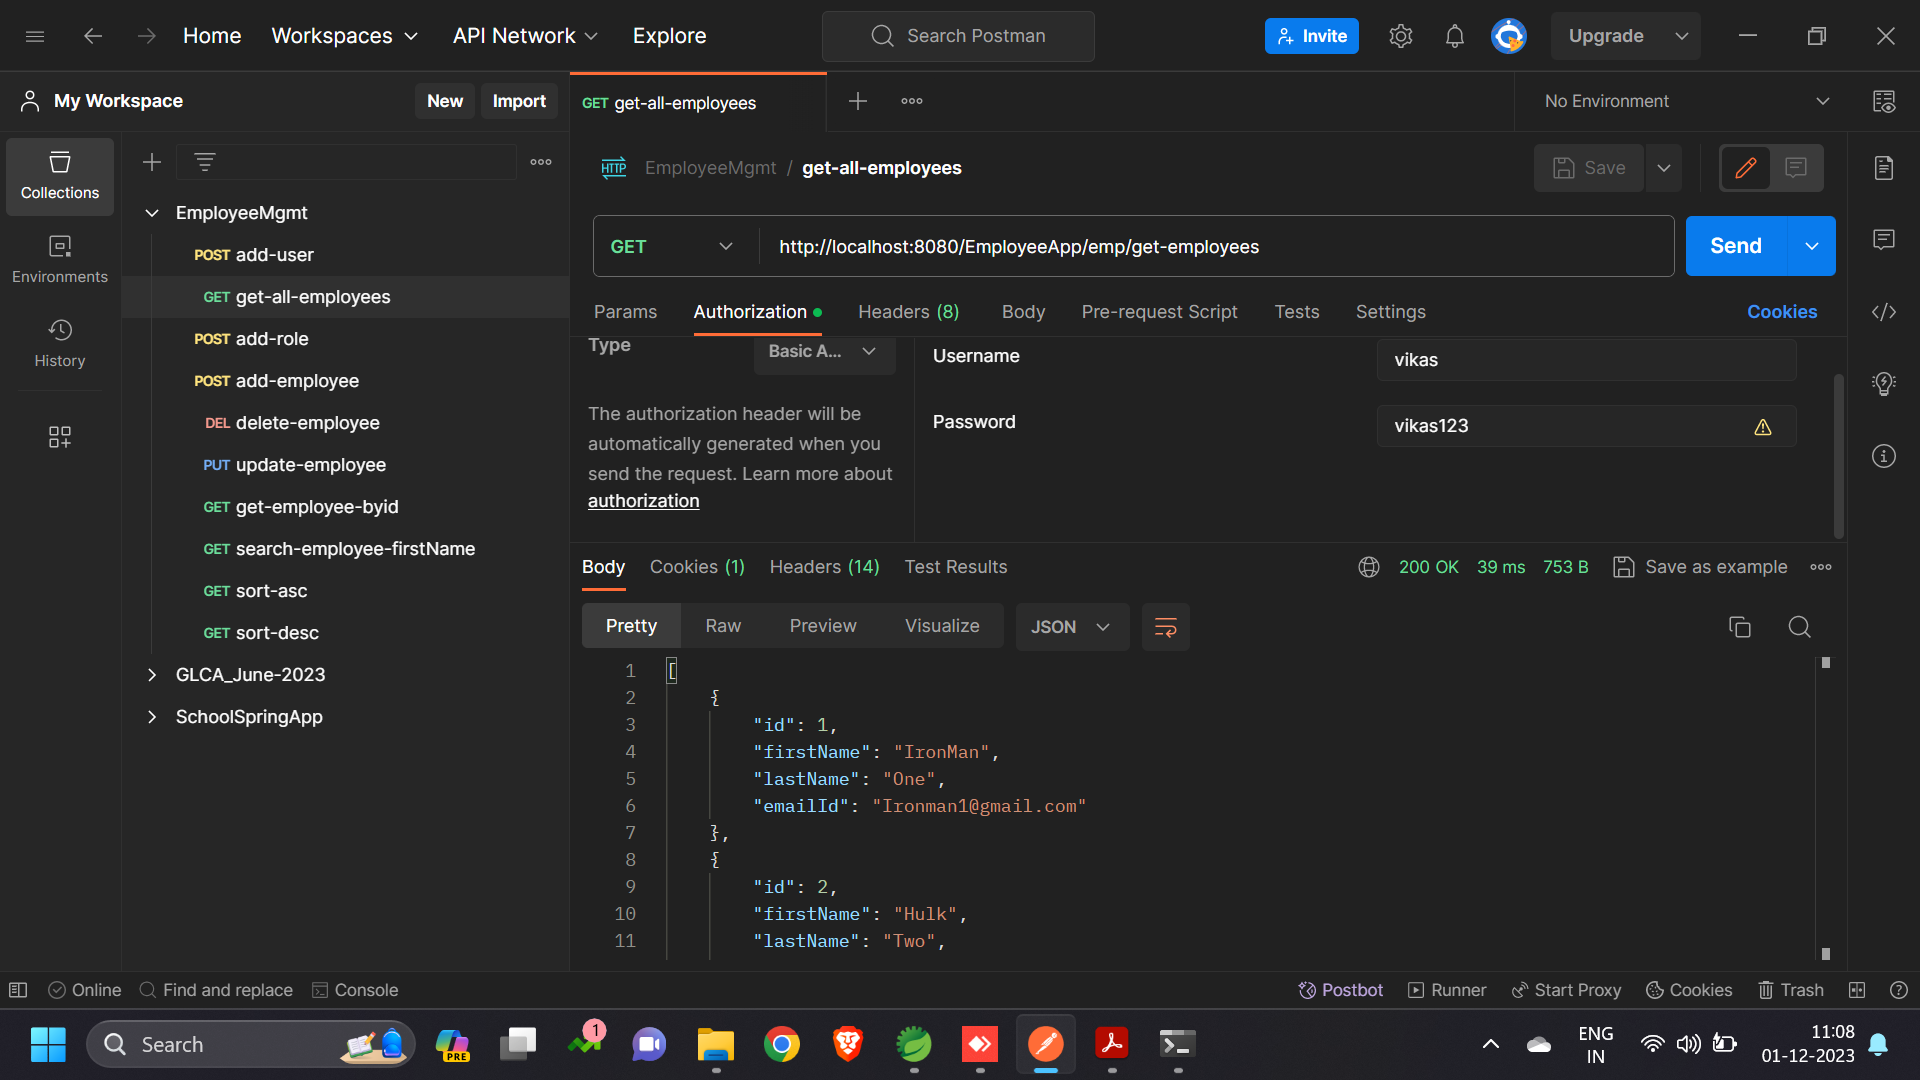 Home
Workspaces
API Network
Explore
Search Postman
Invite
Upgrade
My Workspace
New
Import
GET get-all-employees
No Environment
Collections
Environments
History
EmployeeMgmt
POST add-user
GET get-all-employees
POST add-role
POST add-employee
DEL delete-employee
PUT update-employee
GET get-employee-byid
GET search-employee-firstName
GET sort-asc
GET sort-desc
GLCA_June-2023
SchoolSpringApp
HTTP EmployeeMgmt / get-all-employees
Save
GET
http://localhost:8080/EmployeeApp/emp/get-employees
Send
Params
Authorization
Headers (8)
Body
Pre-request Script
Tests
Settings
Cookies
Type
Basic A...
The authorization header will be
automatically generated when you
send the request. Learn more about
authorization
Username
vikas
Password
vikas123
Body
Cookies (1)
Headers (14)
Test Results
200 OK
39 ms
753 B
Save as example
Pretty
Raw
Preview
Visualize
JSON
1 [
2 {
3 "id": 1,
4 "firstName": "IronMan",
5 "lastName": "One",
6 "emailId": "Ironman1@gmail.com"
7 },
8 {
9 "id": 2,
10 "firstName": "Hulk",
11 "lastName": "Two",
Online
Find and replace
Console
Postbot
Runner
Start Proxy
Cookies
Trash
Search
PRE
1
ENG
IN
11:08
01-12-2023